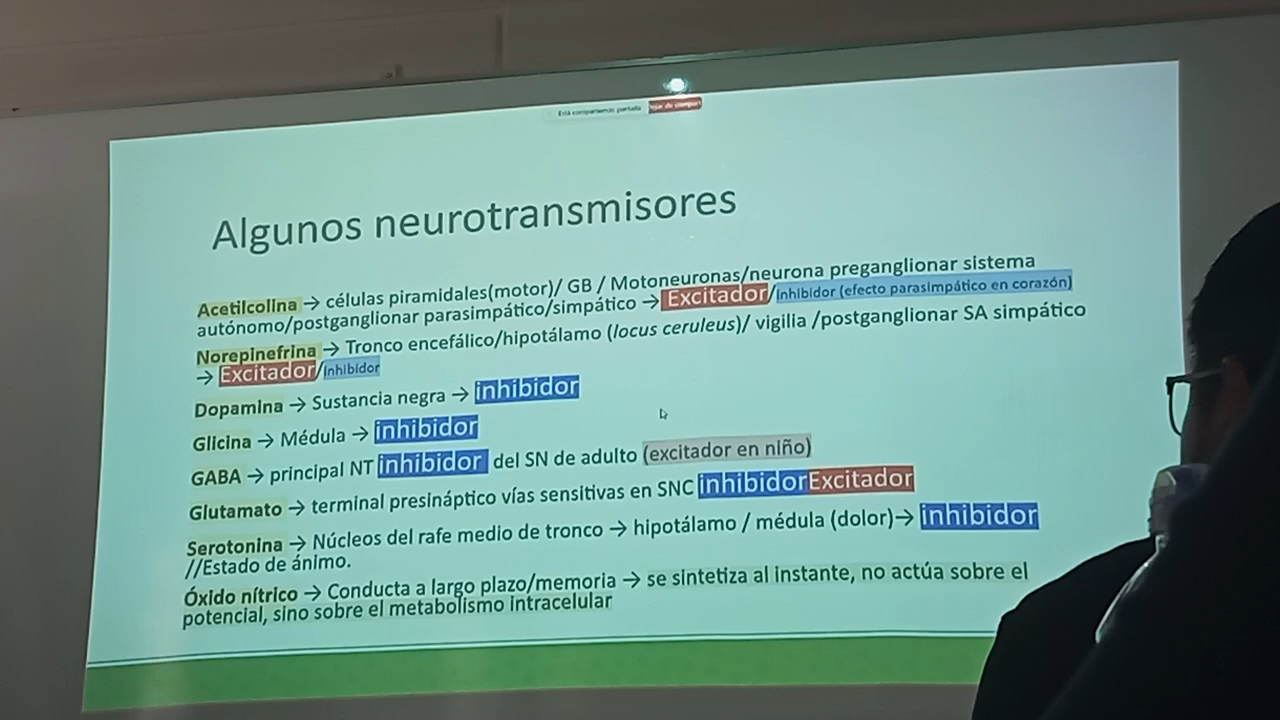 Está compartiendo pantalla
Algunos neurotransmisores
Acetilcolina → células piramidales(motor)/ GB / Motoneuronas/neurona preganglionar sistema
autónomo/postganglionar parasimpático/simpático → Excitador/inhibidor (efecto parasimpático en corazón)
Norepinefrina → Tronco encefálico/hipotálamo (locus ceruleus)/ vigilia /postganglionar SA simpático
→ Excitador/inhibidor
Dopamina → Sustancia negra → inhibidor
Glicina → Médula → inhibidor
GABA → principal NT inhibidor del SN de adulto (excitador en niño)
Glutamato → terminal presináptico vías sensitivas en SNC inhibidorExcitador
Serotonina → Núcleos del rafe medio de tronco → hipotálamo / médula (dolor)→ inhibidor
//Estado de ánimo.
Óxido nítrico → Conducta a largo plazo/memoria → se sintetiza al instante, no actúa sobre el
potencial, sino sobre el metabolismo intracelular